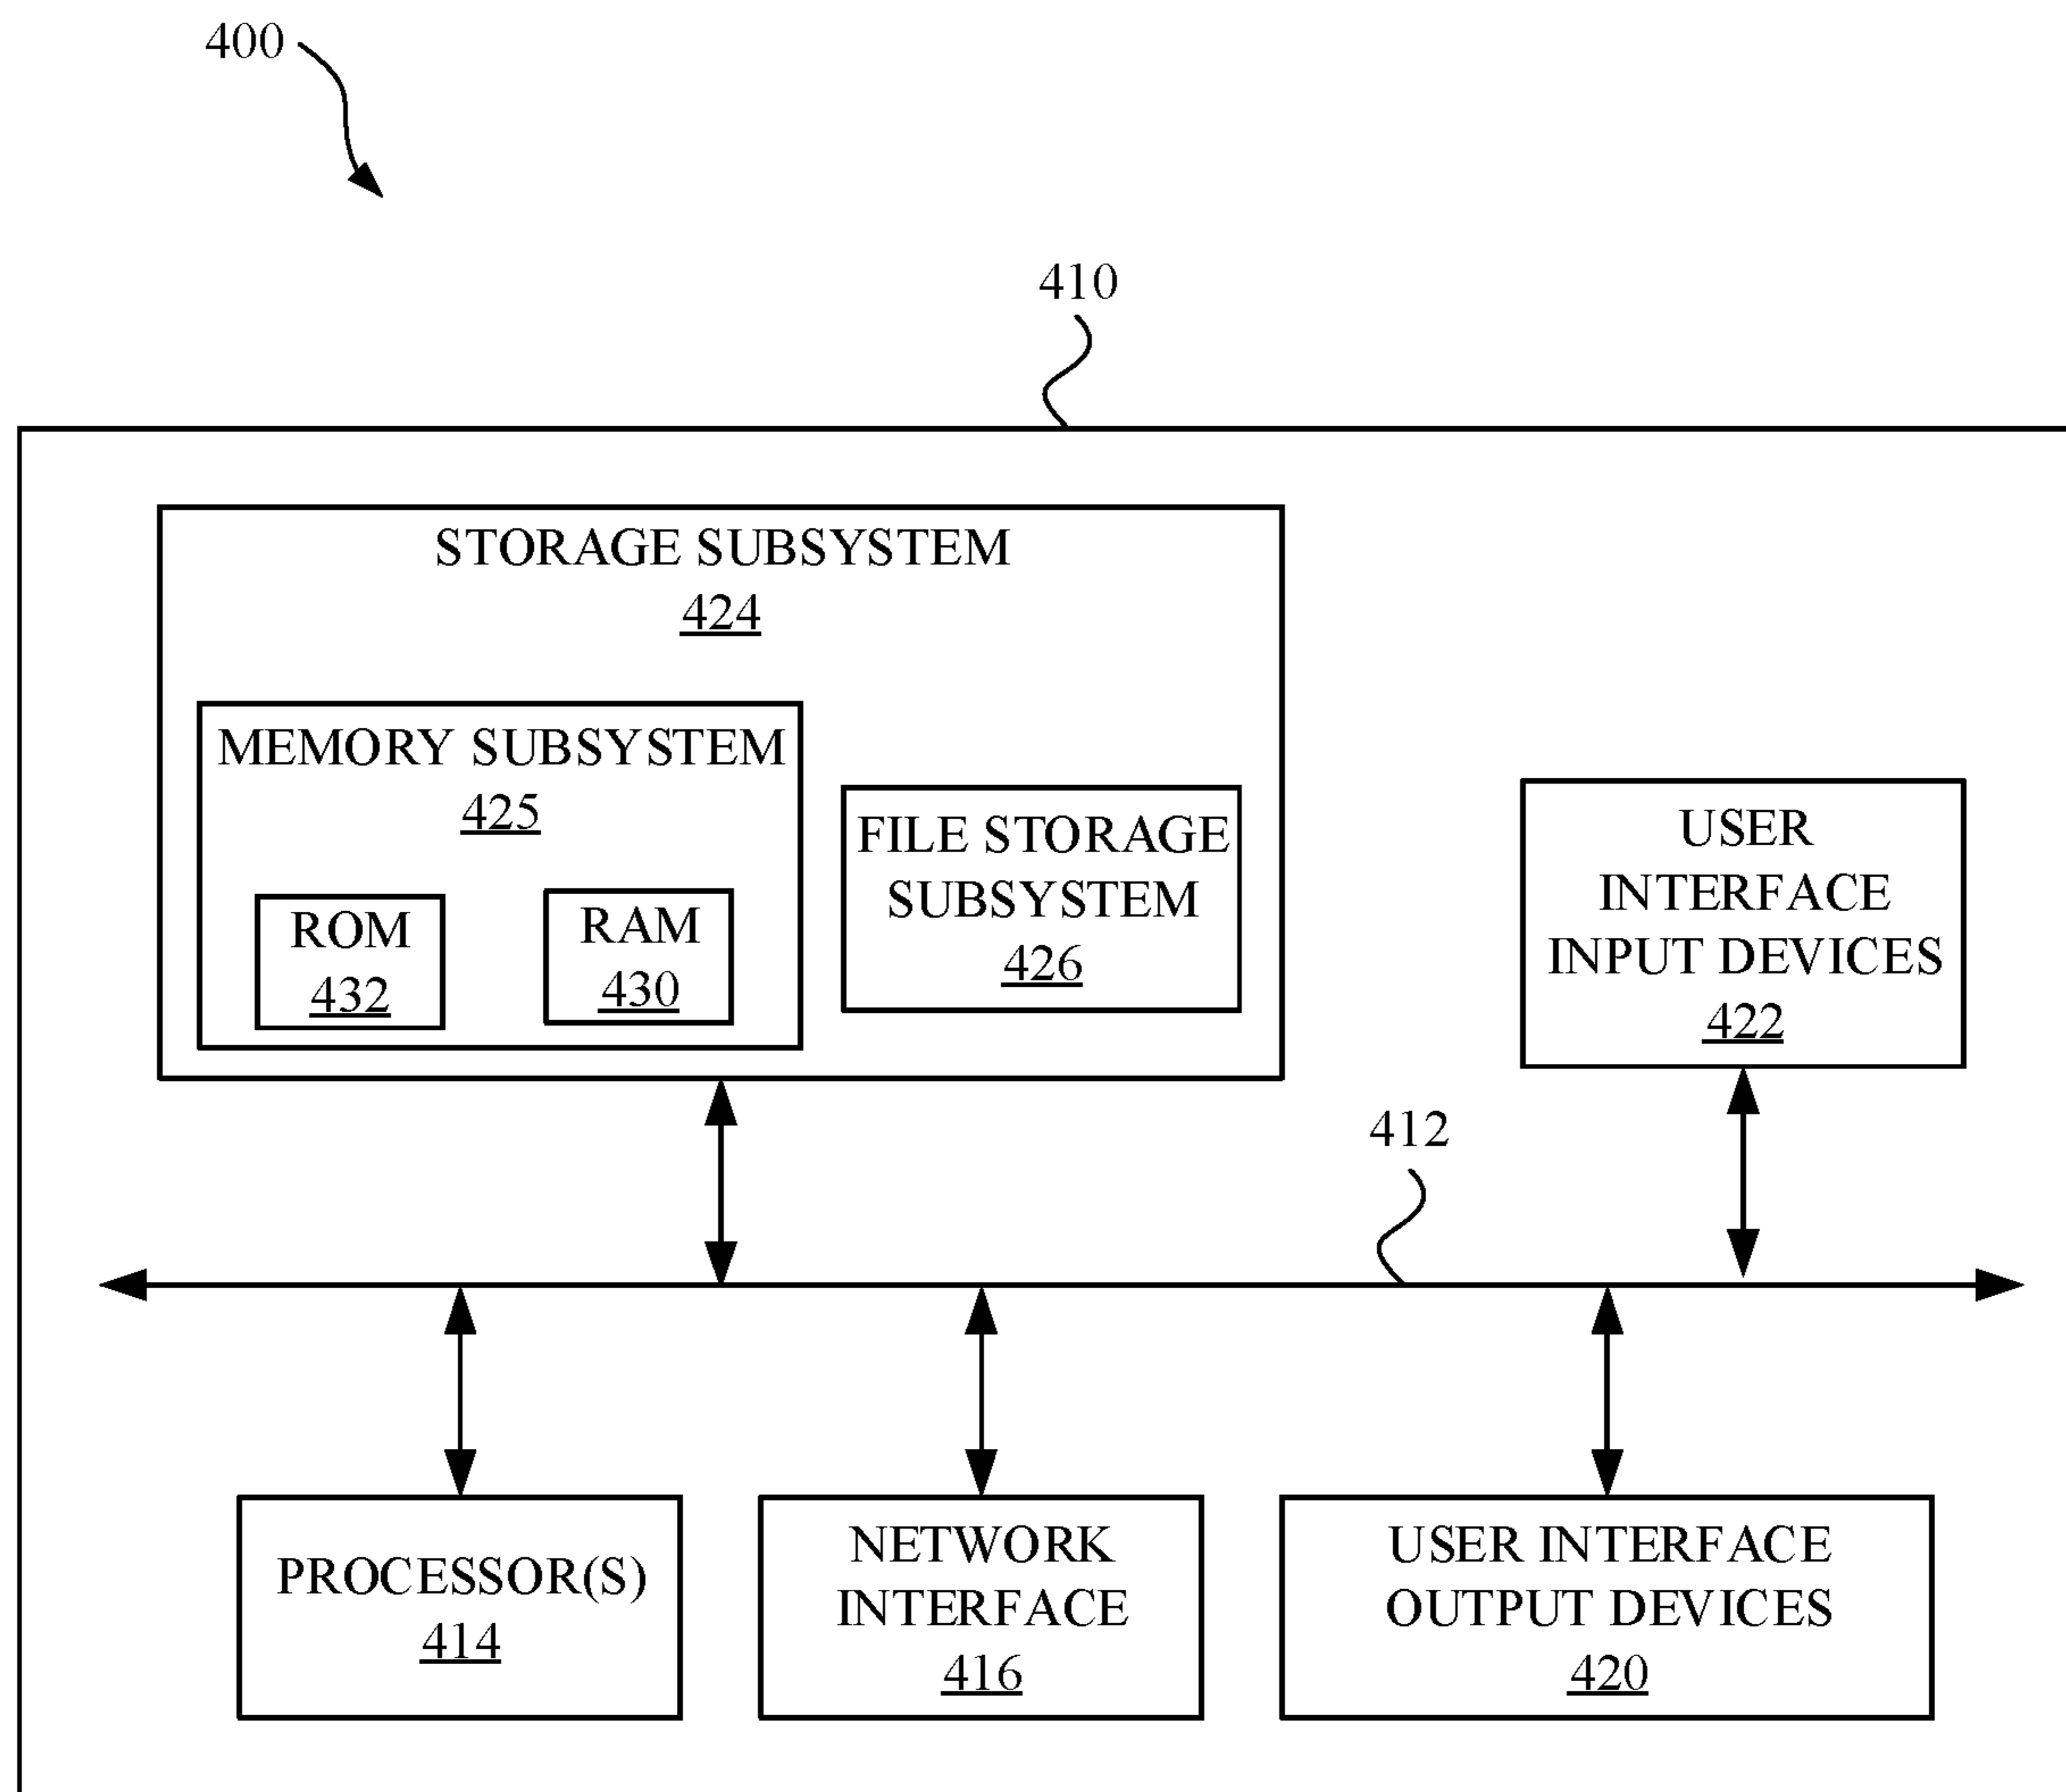 400
410
STORAGE SUBSYSTEM
424
MEMORY SUBSYSTEM
425
ROM
432
RAM
430
FILE STORAGE
SUBSYSTEM
426
USER
INTERFACE
INPUT DEVICES
422
412
PROCESSOR(S)
414
NETWORK
INTERFACE
416
USER INTERFACE
OUTPUT DEVICES
420